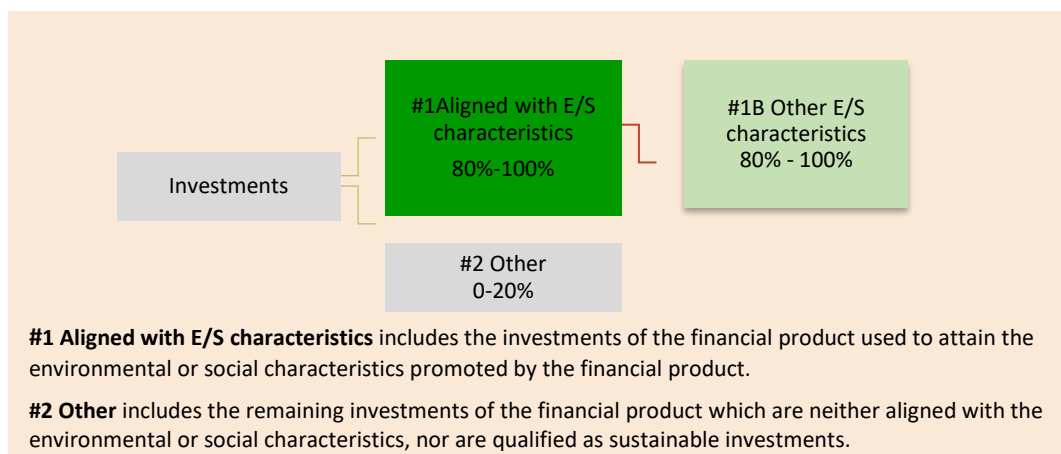 #1Aligned with E/S
characteristics
80%-100%
#1B Other E/S
characteristics
80% - 100%
Investments
#2 Other
0-20%
#1 Aligned with E/S characteristics includes the investments of the financial product used to attain the
environmental or social characteristics promoted by the financial product.
#2 Other includes the remaining investments of the financial product which are neither aligned with the
environmental or social characteristics, nor are qualified as sustainable investments.